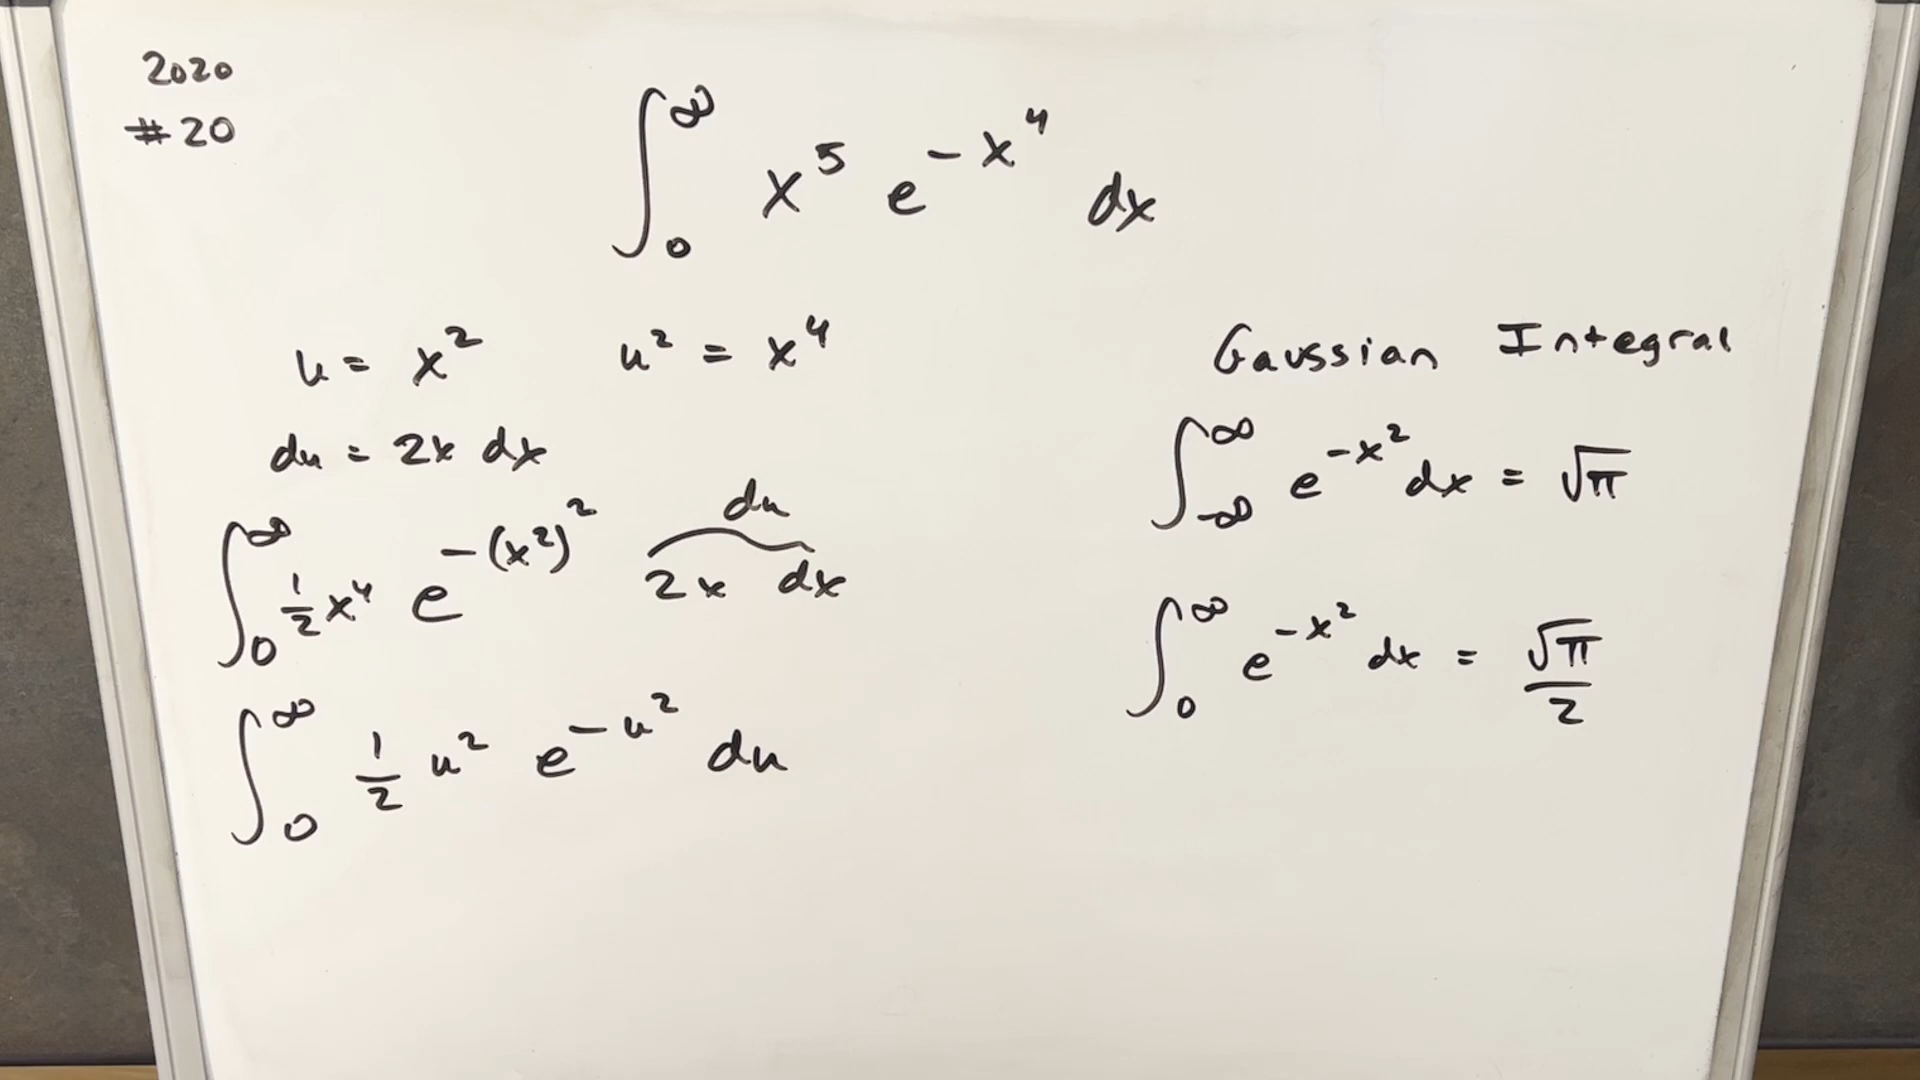 2020
#20
∫₀^∞ x⁵ e^(-x⁴) dx
u = x² u² = x⁴
du = 2x dx
du
∫₀^∞ ½x⁴ e^(-(x²)²) 2x dx
∫₀^∞ ½ u² e^(-u²) du
Gaussian Integral
∫_(-∞)^∞ e^(-x²) dx = √π
∫₀^∞ e^(-x²) dx = √π/2